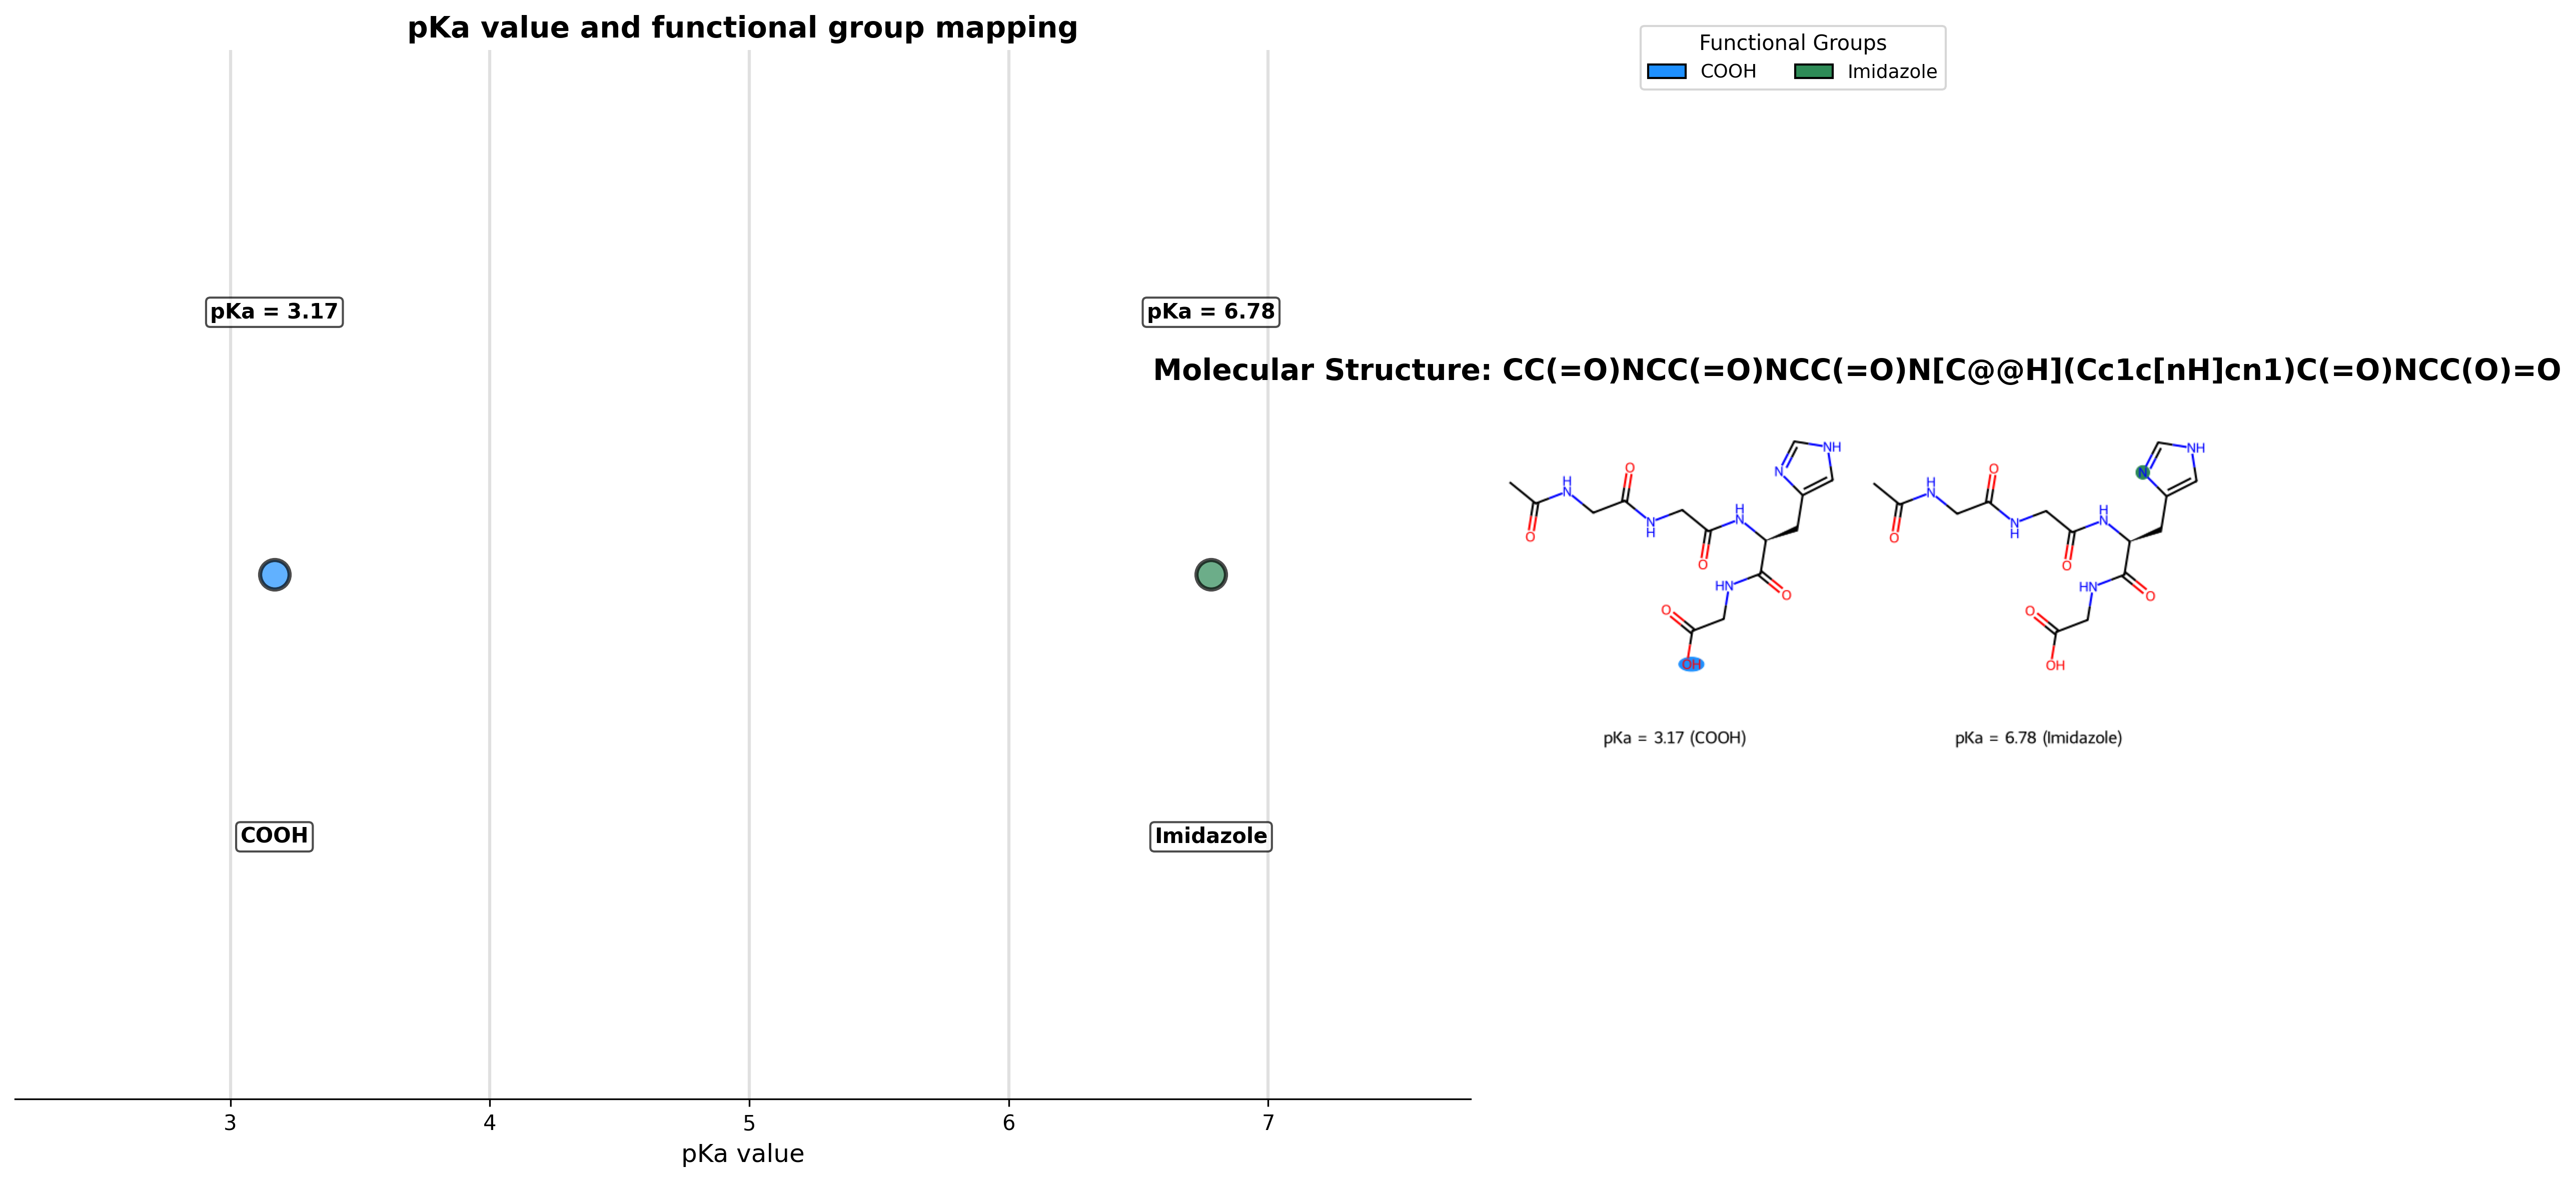 pKa value and functional group mapping
Functional Groups
COOH
Imidazole
pKa = 3.17
pKa = 6.78
Molecular Structure: CC(=O)NCC(=O)NCC(=O)N[C@@H](Cc1c[nH]cn1)C(=O)NCC(O)=O
NH
N
O
H
N
N
H
O
H
N
O
O
HN
O
O
OH
NH
N
O
H
N
N
H
O
H
N
O
O
HN
O
O
OH
pKa = 3.17 (COOH)
pKa = 6.78 (Imidazole)
COOH
Imidazole
3
4
5
6
7
pKa value